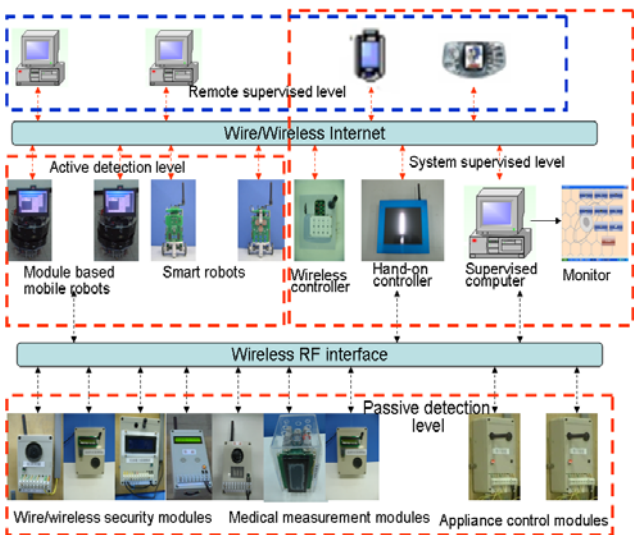 Remote supervised level
Wire/Wireless Internet
Active detection level
System supervised level
Module based
mobile robots
Smart robots
Wireless
controller
Hand-on
controller
Supervised
computer
Monitor
Wireless RF interface
Passive detection
level
Wire/wireless security modules
Medical measurement modules
Appliance control modules